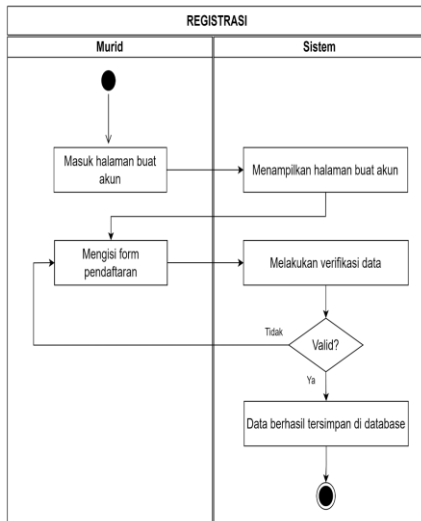 REGISTRASI
Murid
Sistem
Masuk halaman buat
akun
Menampilkan halaman buat akun
Mengisi form
pendaftaran
Melakukan verifikasi data
Tidak
Valid?
Ya
Data berhasil tersimpan di database